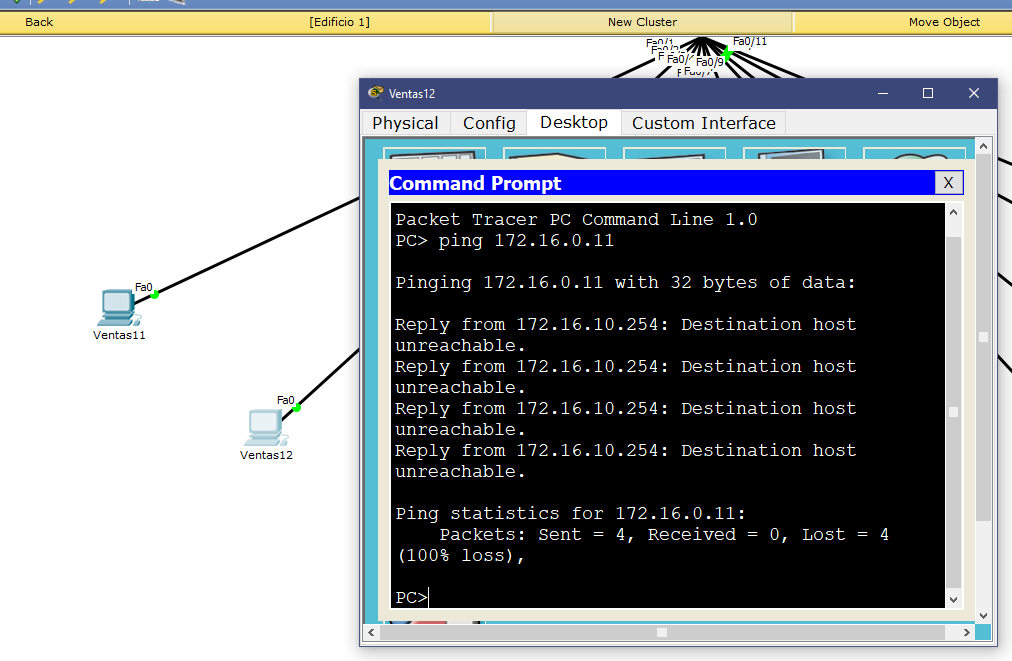 Back [Edificio 1] New Cluster Move Object
Fa0/1 Fa0/11
Fa0/9
Ventas12
Physical Config Desktop Custom Interface
Command Prompt X
Packet Tracer PC Command Line 1.0
PC> ping 172.16.0.11
Pinging 172.16.0.11 with 32 bytes of data:
Reply from 172.16.10.254: Destination host
unreachable.
Reply from 172.16.10.254: Destination host
unreachable.
Reply from 172.16.10.254: Destination host
unreachable.
Reply from 172.16.10.254: Destination host
unreachable.
Ping statistics for 172.16.0.11:
Packets: Sent = 4, Received = 0, Lost = 4
(100% loss),
PC>
Fa0
Ventas11
Fa0
Ventas12